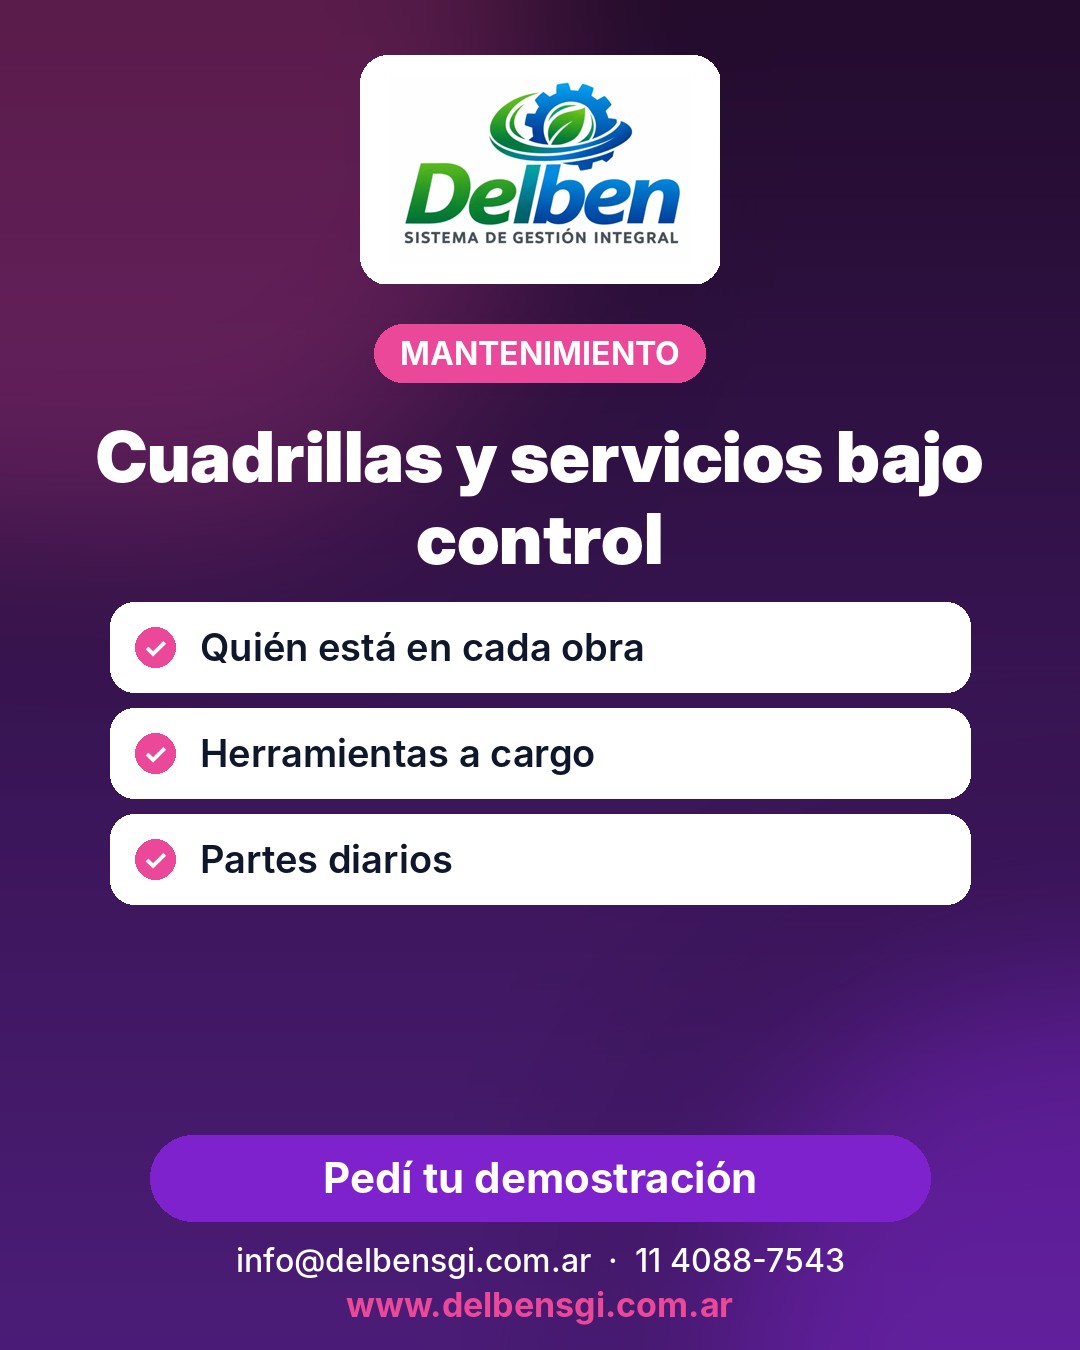 Delben
SISTEMA DE GESTIÓN INTEGRAL
MANTENIMIENTO
Cuadrillas y servicios bajo
control
Quién está en cada obra
Herramientas a cargo
Partes diarios
Pedí tu demostración
info@delbensgi.com.ar · 11 4088-7543
www.delbensgi.com.ar